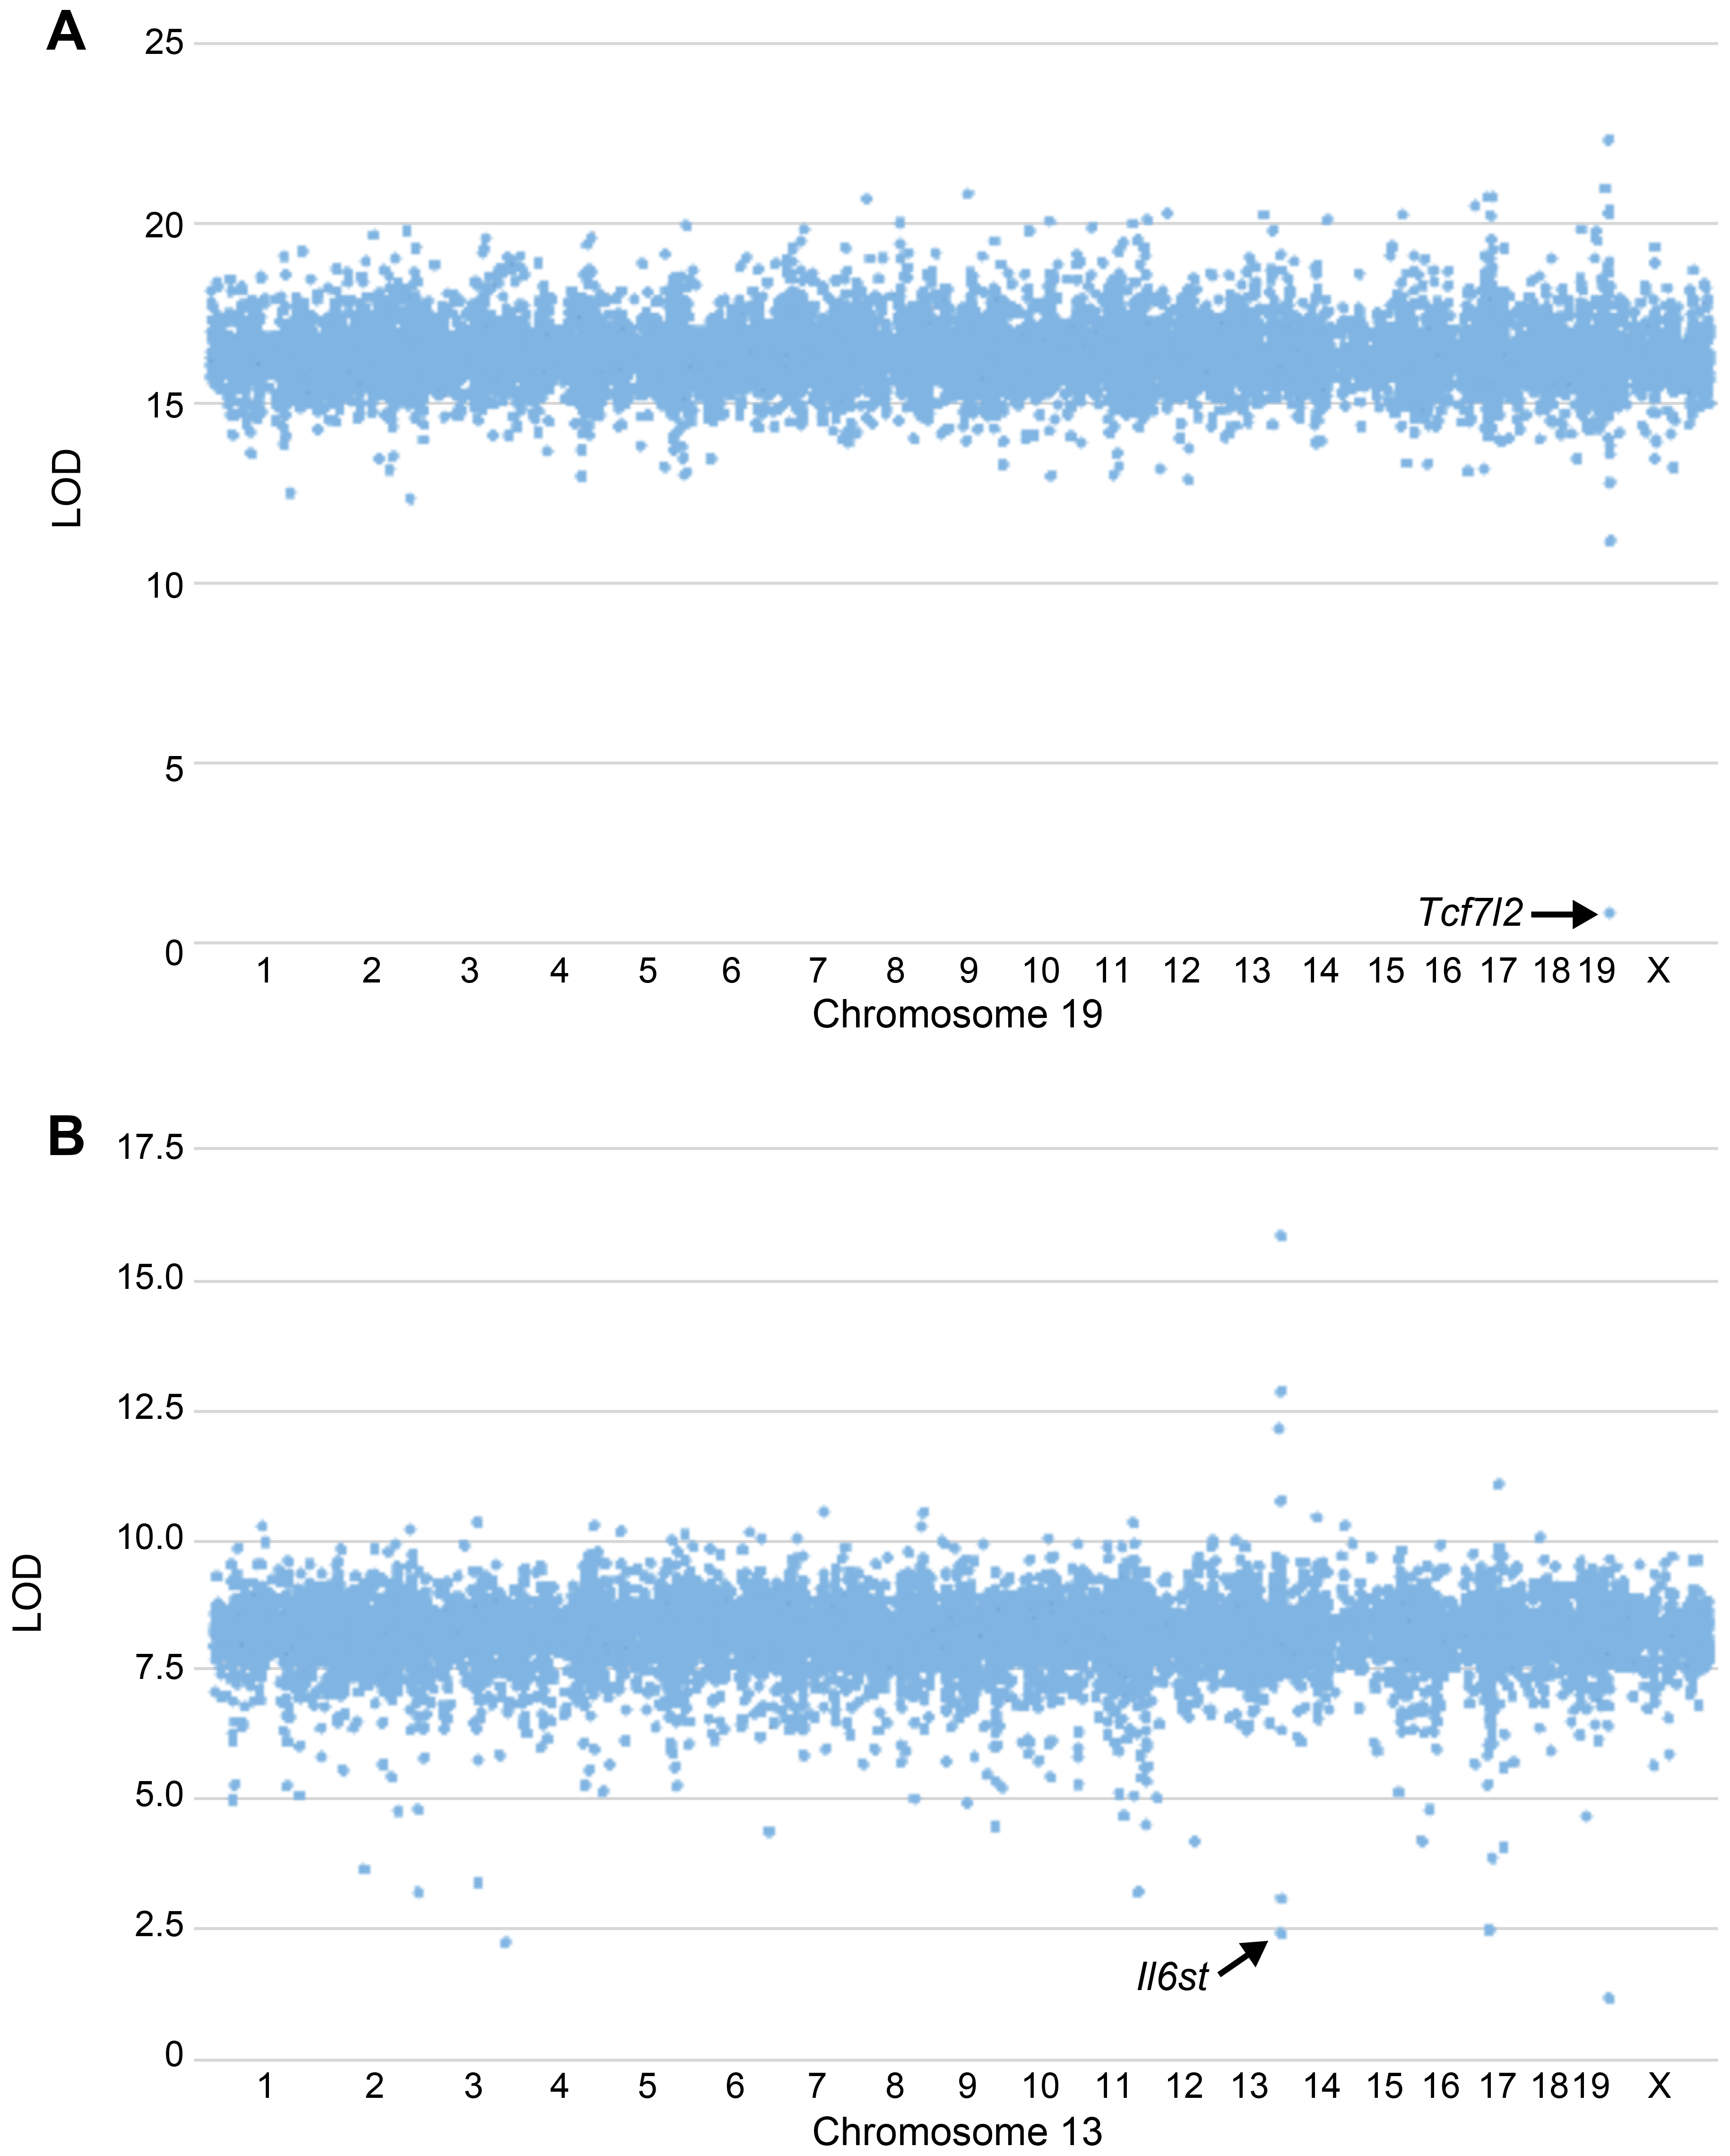 A
25
20
15
10
5
0
LOD
Tcf7l2
1 2 3 4 5 6 7 8 9 10 11 12 13 14 15 16 17 18 19 X
Chromosome 19
B
17.5
15.0
12.5
10.0
7.5
5.0
2.5
0
LOD
Il6st
1 2 3 4 5 6 7 8 9 10 11 12 13 14 15 16 17 18 19 X
Chromosome 13